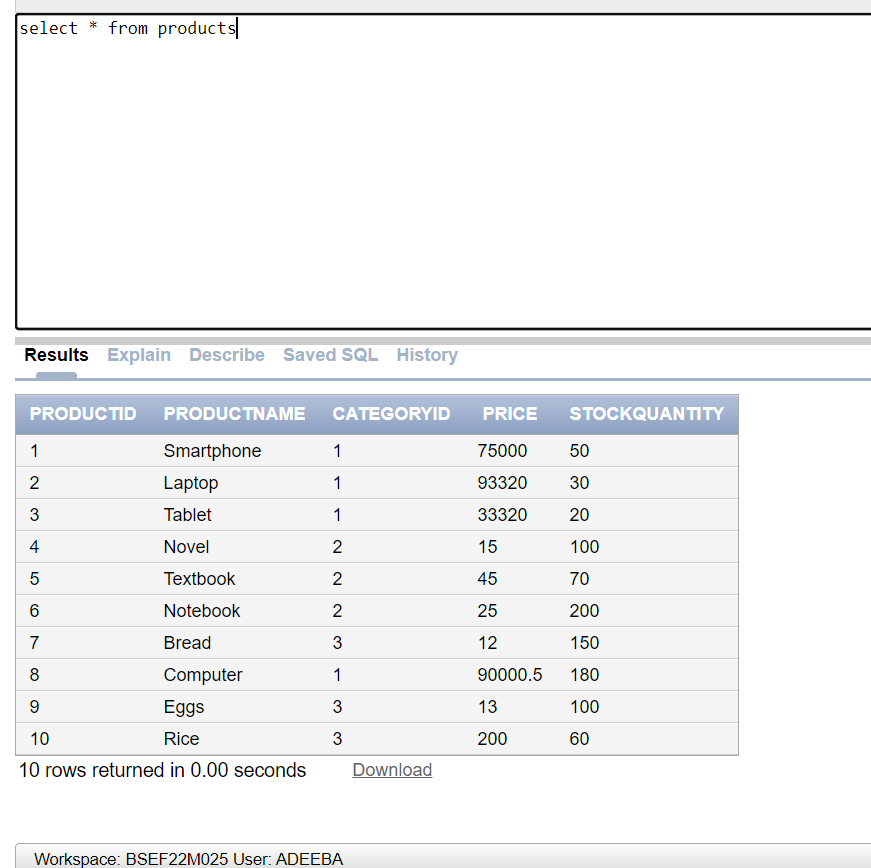 select * from products
Results Explain Describe Saved SQL History
PRODUCTID PRODUCTNAME CATEGORYID PRICE STOCKQUANTITY
1 Smartphone 1 75000 50
2 Laptop 1 93320 30
3 Tablet 1 33320 20
4 Novel 2 15 100
5 Textbook 2 45 70
6 Notebook 2 25 200
7 Bread 3 12 150
8 Computer 1 90000.5 180
9 Eggs 3 13 100
10 Rice 3 200 60
10 rows returned in 0.00 seconds Download
Workspace: BSEF22M025 User: ADEEBA